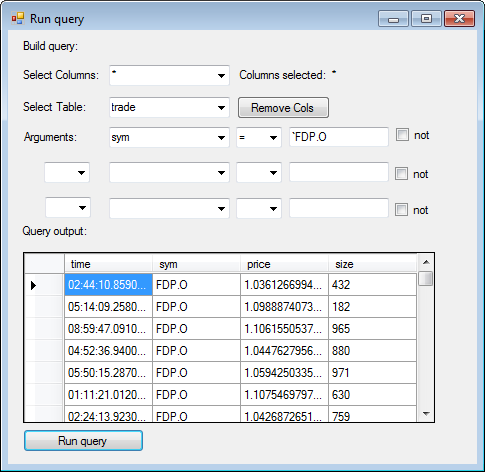 Run query
Build query:
Select Columns: * Columns selected: *
Select Table: trade Remove Cols
Arguments: sym = `FDP.O not
not
not
Query output:
time sym price size
02:44:10.8590... FDP.O 1.0361266994... 432
05:14:09.2580... FDP.O 1.0988874073... 182
08:59:47.0910... FDP.O 1.1061550537... 965
04:52:36.9400... FDP.O 1.0447627956... 880
05:50:15.2870... FDP.O 1.0594250335... 971
01:11:21.0120... FDP.O 1.1075469797... 630
02:24:13.9230... FDP.O 1.0426872651... 759
Run query